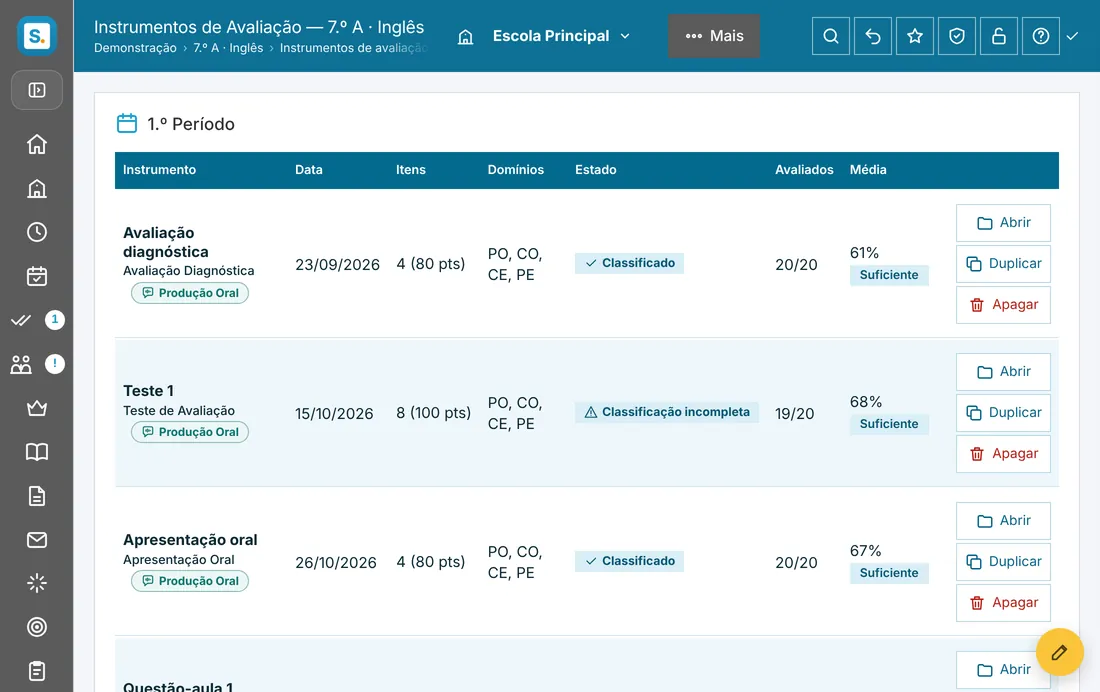 S.
Instrumentos de Avaliação — 7.º A · Inglês
Demonstração › 7.º A · Inglês › Instrumentos de avaliação
Escola Principal
Mais
1
!
1.º Período
Instrumento Data Itens Domínios Estado Avaliados Média
Avaliação
diagnóstica
Avaliação Diagnóstica
Produção Oral
23/09/2026
4 (80 pts)
PO, CO,
CE, PE
Classificado
20/20
61%
Suficiente
Abrir
Duplicar
Apagar
Teste 1
Teste de Avaliação
Produção Oral
15/10/2026
8 (100 pts)
PO, CO,
CE, PE
Classificação incompleta
19/20
68%
Suficiente
Abrir
Duplicar
Apagar
Apresentação oral
Apresentação Oral
Produção Oral
26/10/2026
4 (80 pts)
PO, CO,
CE, PE
Classificado
20/20
67%
Suficiente
Abrir
Duplicar
Apagar
Questão-aula 1
Abrir